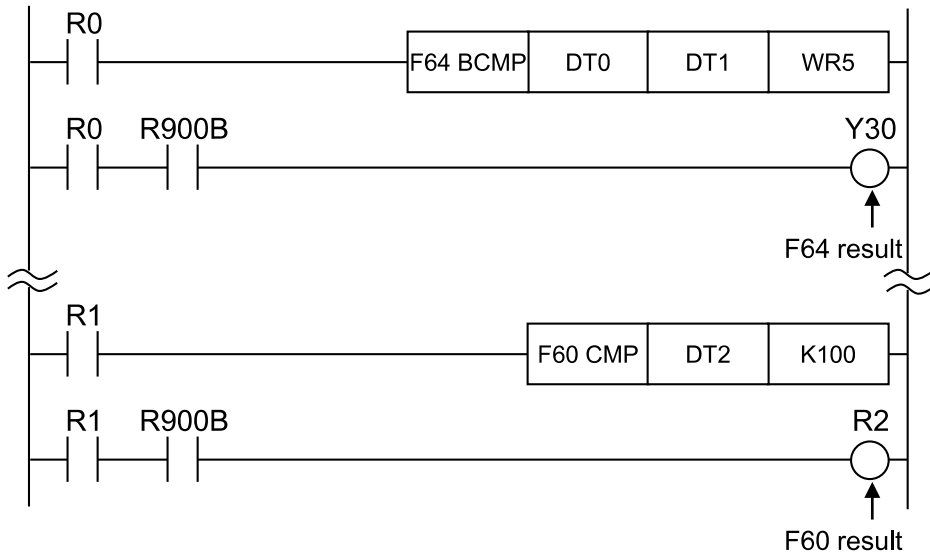 R0
F64 BCMP DT0 DT1 WR5
R0 R900B Y30
F64 result
R1
F60 CMP DT2 K100
R1 R900B R2
F60 result